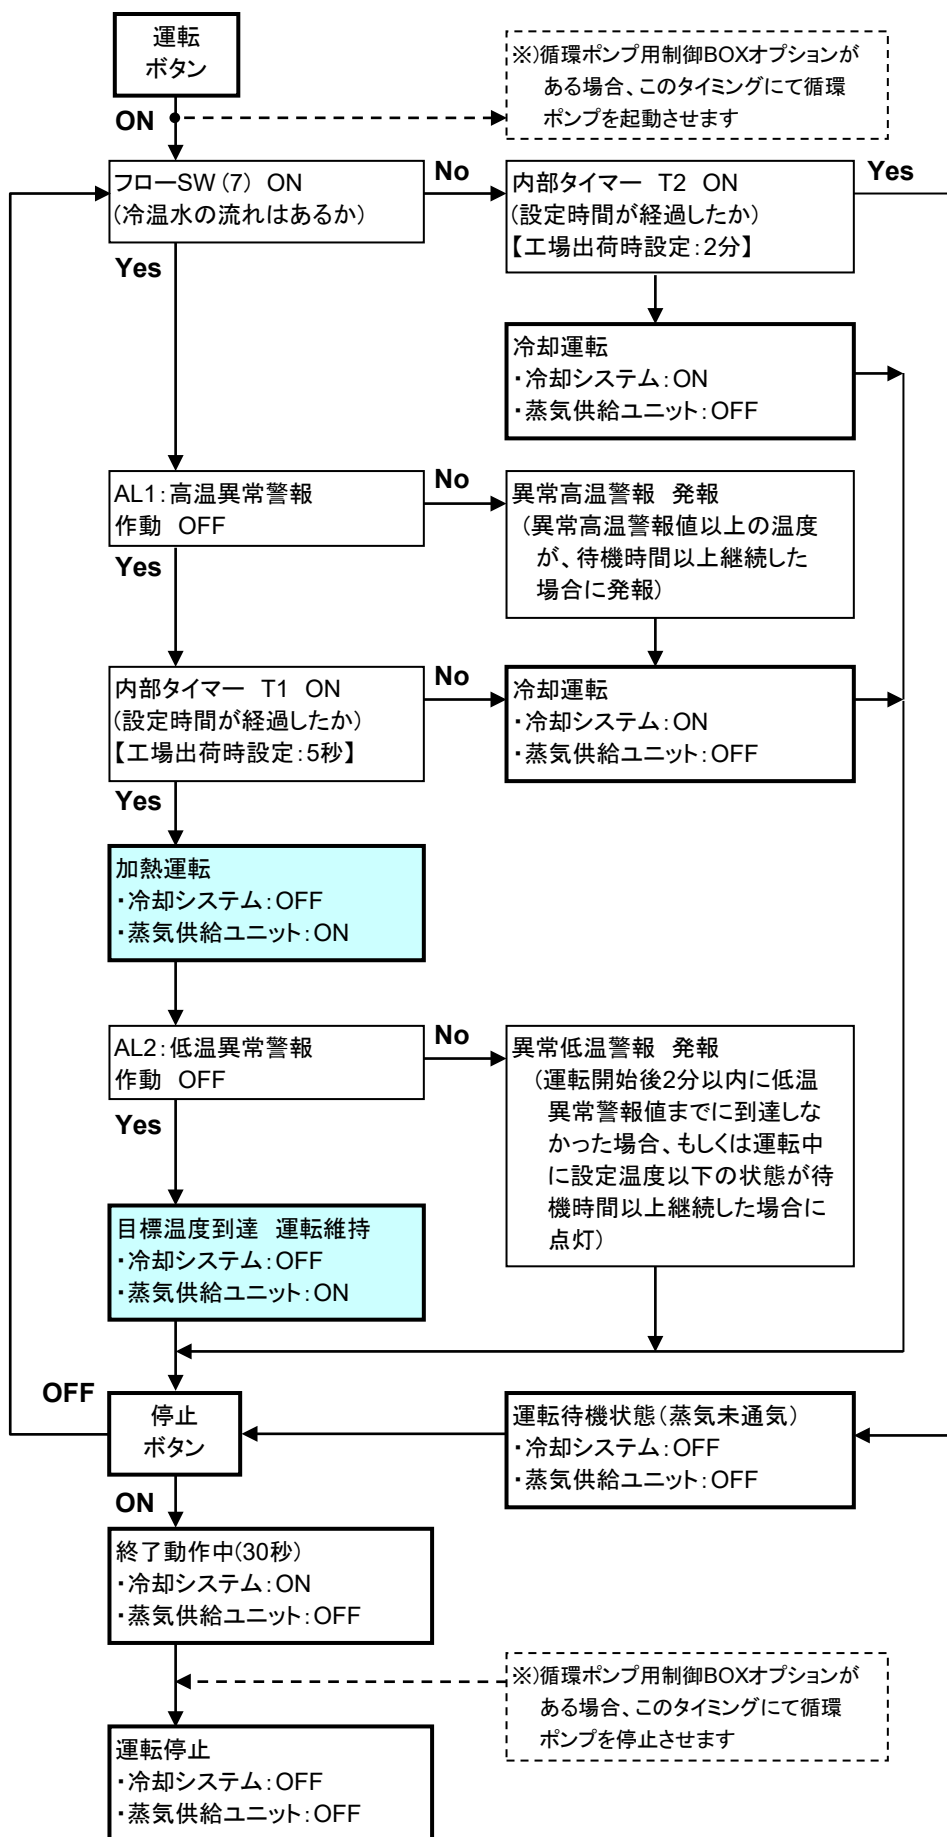 運転
ボタン
※)循環ポンプ用制御BOXオプションが
ある場合、このタイミングにて循環
ポンプを起動させます
ON
フローSW (7) ON
(冷温水の流れはあるか)
No
内部タイマー T2 ON
(設定時間が経過したか)
【工場出荷時設定:2分】
Yes
Yes
冷却運転
・冷却システム:ON
・蒸気供給ユニット:OFF
AL1:高温異常警報
作動 OFF
No
異常高温警報 発報
(異常高温警報値以上の温度
が、待機時間以上継続した
場合に発報)
Yes
内部タイマー T1 ON
(設定時間が経過したか)
【工場出荷時設定:5秒】
No
冷却運転
・冷却システム:ON
・蒸気供給ユニット:OFF
Yes
加熱運転
・冷却システム:OFF
・蒸気供給ユニット:ON
AL2:低温異常警報
作動 OFF
No
異常低温警報 発報
(運転開始後2分以内に低温
異常警報値までに到達しな
かった場合、もしくは運転中
に設定温度以下の状態が待
機時間以上継続した場合に
点灯)
Yes
目標温度到達 運転維持
・冷却システム:OFF
・蒸気供給ユニット:ON
OFF
停止
ボタン
運転待機状態(蒸気未通気)
・冷却システム:OFF
・蒸気供給ユニット:OFF
ON
終了動作中(30秒)
・冷却システム:ON
・蒸気供給ユニット:OFF
※)循環ポンプ用制御BOXオプションが
ある場合、このタイミングにて循環
ポンプを停止させます
運転停止
・冷却システム:OFF
・蒸気供給ユニット:OFF